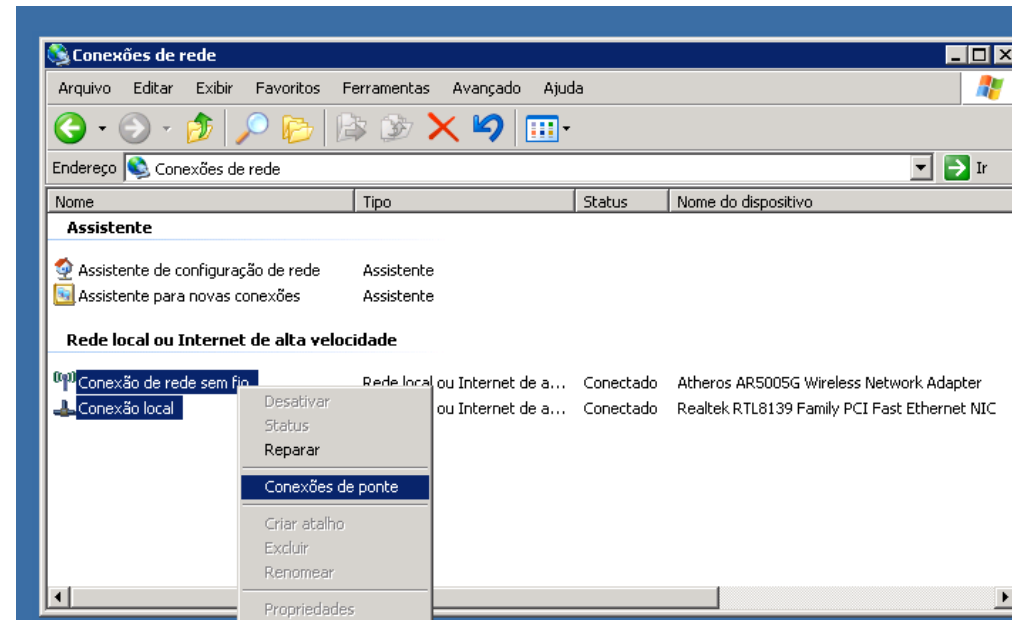 Conexões de rede
Arquivo Editar Exibir Favoritos Ferramentas Avançado Ajuda
Endereço Conexões de rede Ir
Nome Tipo Status Nome do dispositivo
Assistente
Assistente de configuração de rede Assistente
Assistente para novas conexões Assistente
Rede local ou Internet de alta velocidade
Conexão de rede sem fio Rede local ou Internet de a... Conectado Atheros AR5005G Wireless Network Adapter
Conexão local ou Internet de a... Conectado Realtek RTL8139 Family PCI Fast Ethernet NIC
Desativar
Status
Reparar
Conexões de ponte
Criar atalho
Excluir
Renomear
Propriedades